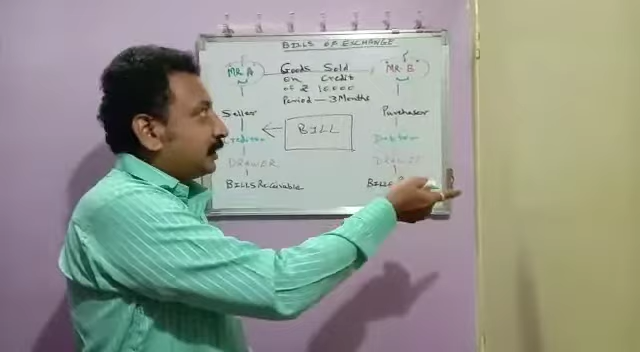 BILLS OF EXCHANGE
MR. A
Goods Sold
on Credit
of ₹ 10000
Period — 3 Months
MR. B
Seller
Purchaser
BILL
Creditor
Debtor
DRAWER
DRAWEE
BILLS Receivable
BILLS